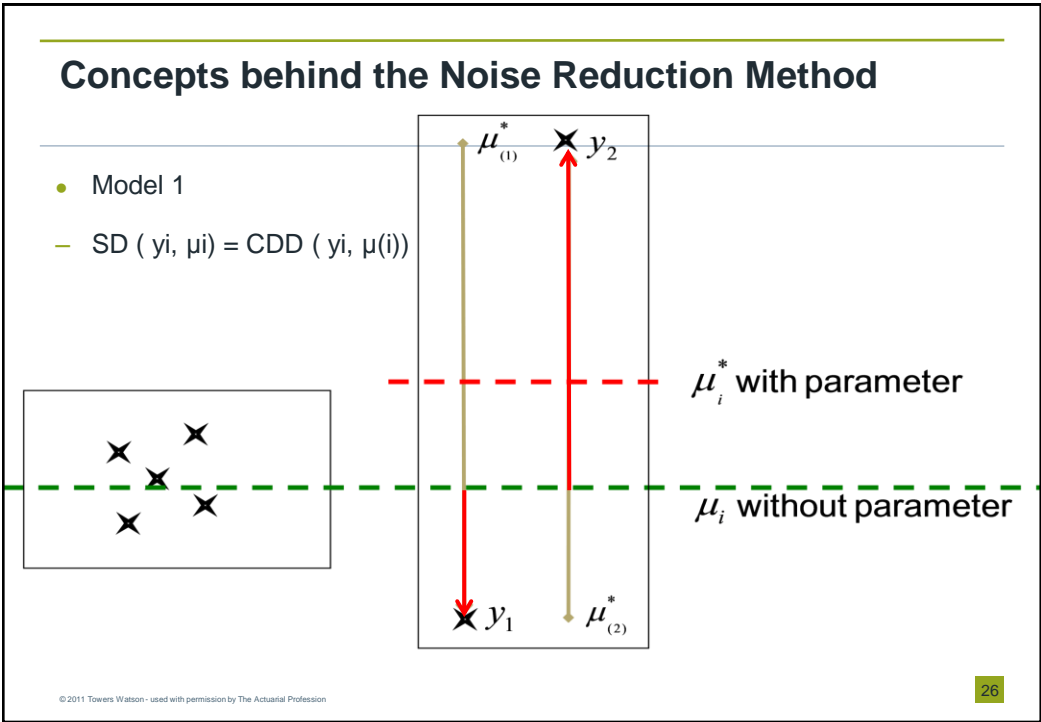 Concepts behind the Noise Reduction Method
μ*(1) y2
• Model 1
– SD ( yi, μi) = CDD ( yi, μ(i))
μ*i with parameter
μi without parameter
y1 μ*(2)
© 2011 Towers Watson - used with permission by The Actuarial Profession
26